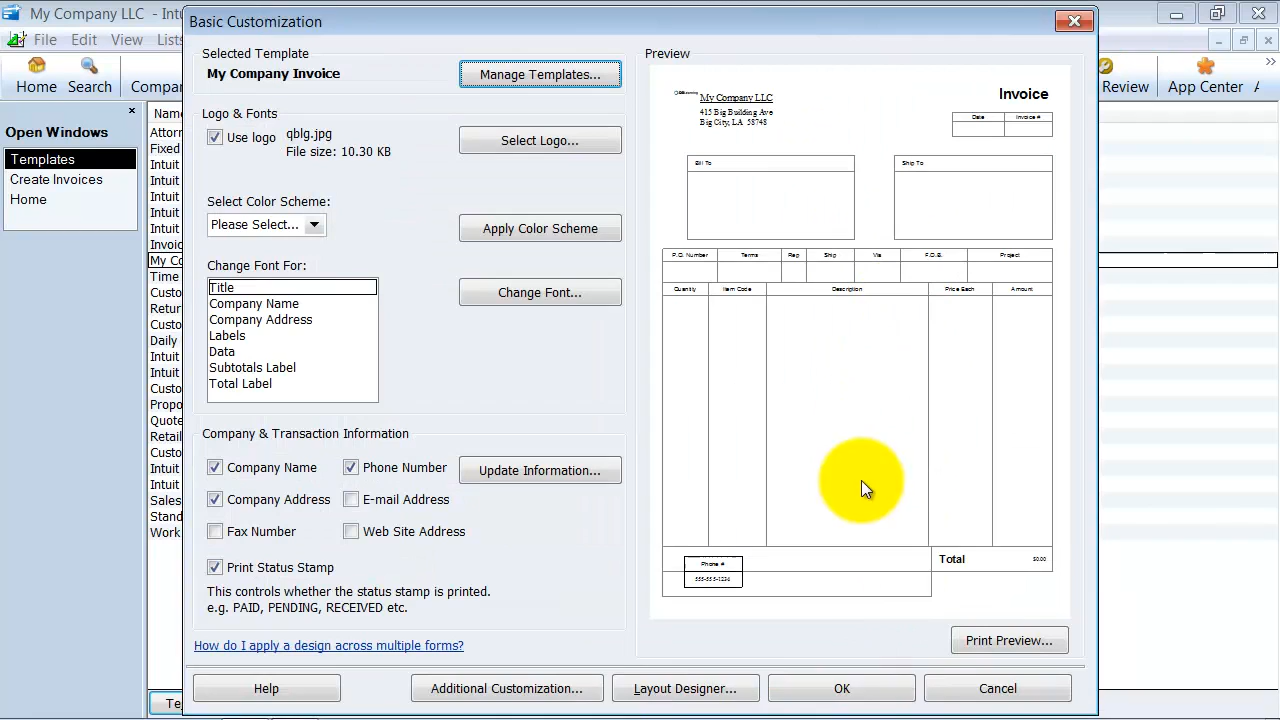 My Company LLC - Intu
Basic Customization
File Edit View Lists
Home
Search
Compan
Review
App Center
Open Windows
Templates
Create Invoices
Home
Name
Attorn
Fixed
Intuit
Intuit
Intuit
Intuit
Invoic
My Co
Time
Custo
Retur
Custo
Daily
Intuit
Intuit
Custo
Propo
Quote
Retail
Custo
Intuit
Intuit
Sales
Stand
Work
Te
Selected Template
My Company Invoice
Manage Templates...
Logo & Fonts
Use logo
qblg.jpg
File size: 10.30 KB
Select Logo...
Select Color Scheme:
Please Select...
Apply Color Scheme
Change Font For:
Title
Company Name
Company Address
Labels
Data
Subtotals Label
Total Label
Change Font...
Company & Transaction Information
Company Name
Phone Number
Update Information...
Company Address
E-mail Address
Fax Number
Web Site Address
Print Status Stamp
This controls whether the status stamp is printed.
e.g. PAID, PENDING, RECEIVED etc.
How do I apply a design across multiple forms?
Preview
My Company LLC
415 Big Building Ave
Big City, LA 58748
Invoice
Date
Invoice #
Bill To
Ship To
P.O. Number
Terms
Rep
Ship
Via
F.O.B.
Project
Quantity
Item Code
Description
Price Each
Amount
Phone #
555-555-1234
Total
$0.00
Print Preview...
Help
Additional Customization...
Layout Designer...
OK
Cancel